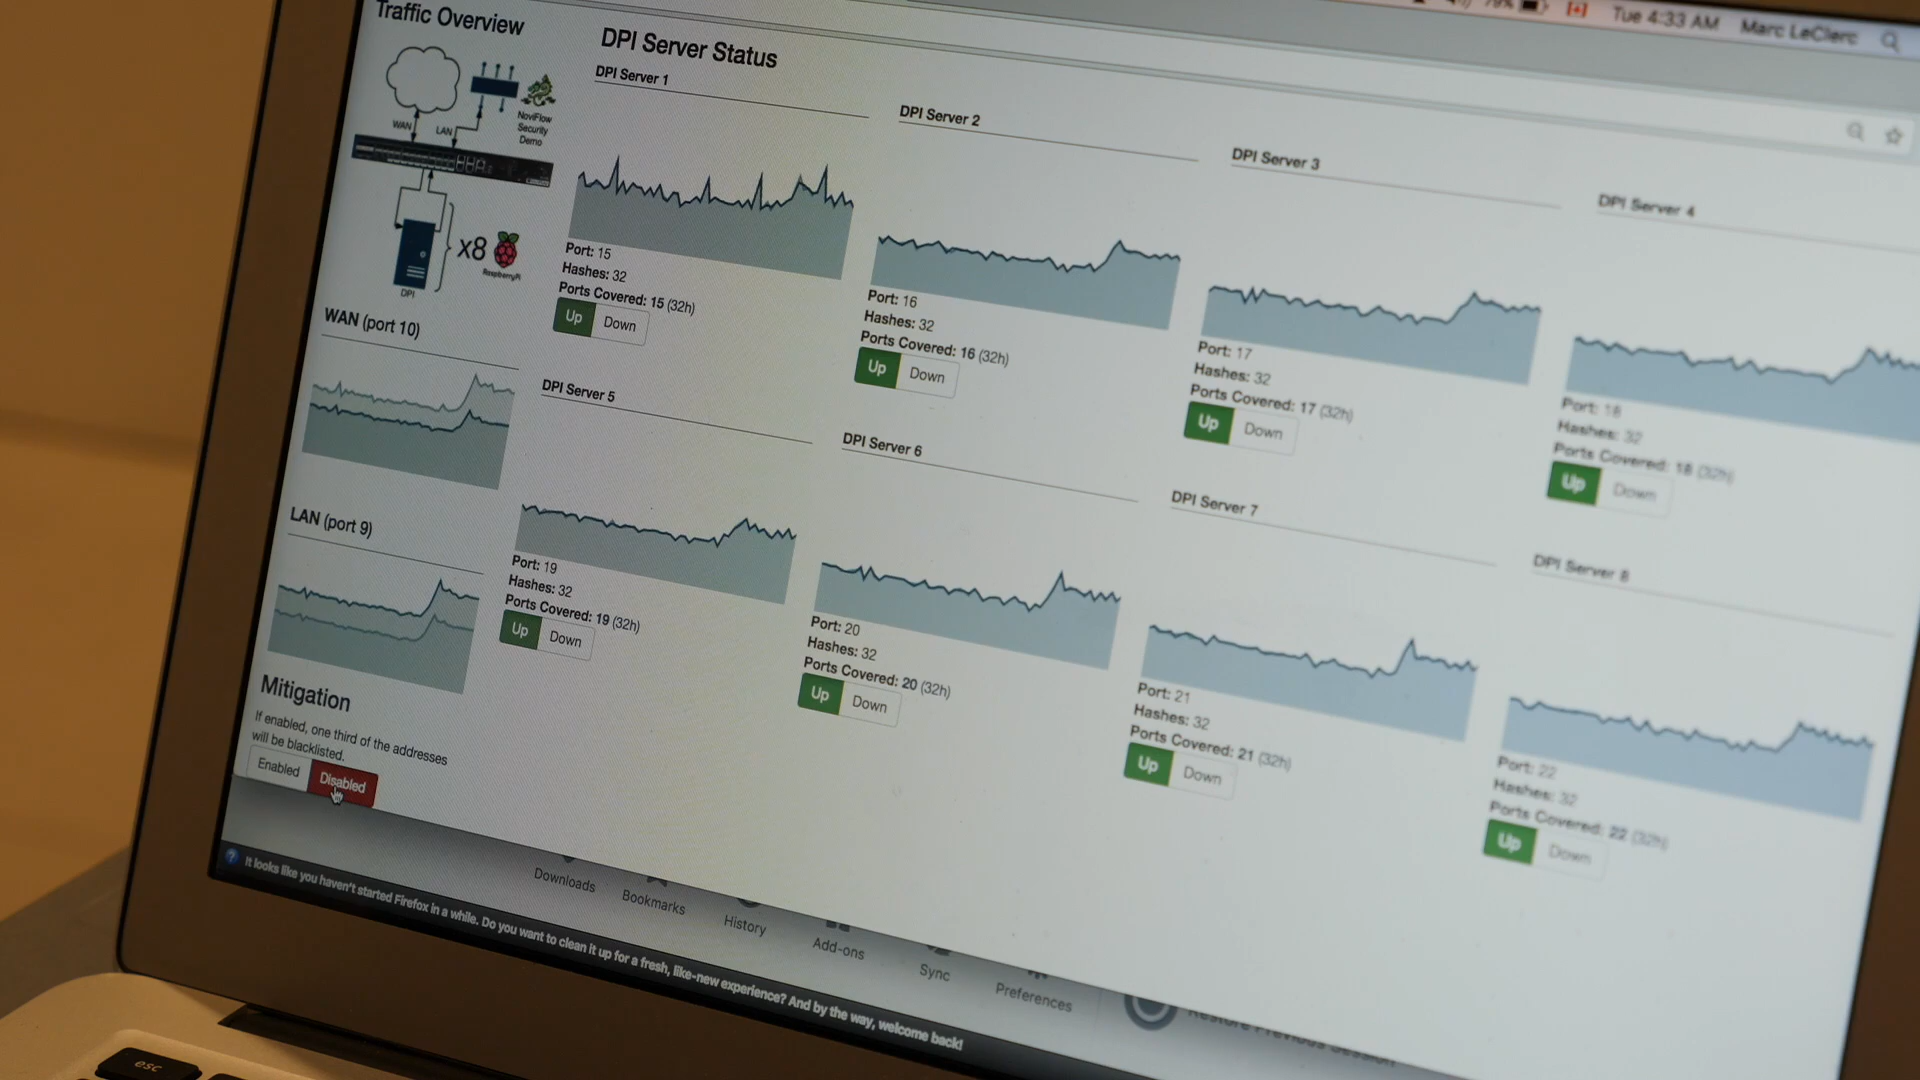 79%
Tue 4:33 AM
Marc LeClerc
Traffic Overview
WAN
LAN
NoviFlow
Security
Demo
x8
RaspberryPi
DPI
WAN (port 10)
LAN (port 9)
Mitigation
If enabled, one third of the addresses
will be blacklisted.
Enabled
Disabled
DPI Server Status
DPI Server 1
Port: 15
Hashes: 32
Ports Covered: 15 (32h)
Up
Down
DPI Server 2
Port: 16
Hashes: 32
Ports Covered: 16 (32h)
Up
Down
DPI Server 3
Port: 17
Hashes: 32
Ports Covered: 17 (32h)
Up
Down
DPI Server 4
Port: 18
Hashes: 32
Ports Covered: 18 (32h)
Up
Down
DPI Server 5
Port: 19
Hashes: 32
Ports Covered: 19 (32h)
Up
Down
DPI Server 6
Port: 20
Hashes: 32
Ports Covered: 20 (32h)
Up
Down
DPI Server 7
Port: 21
Hashes: 32
Ports Covered: 21 (32h)
Up
Down
DPI Server 8
Port: 22
Hashes: 32
Ports Covered: 22 (32h)
Up
Down
Downloads
Bookmarks
History
Add-ons
Sync
Preferences
Restore Previous Session
It looks like you haven't started Firefox in a while. Do you want to clean it up for a fresh, like-new experience? And by the way, welcome back!
esc